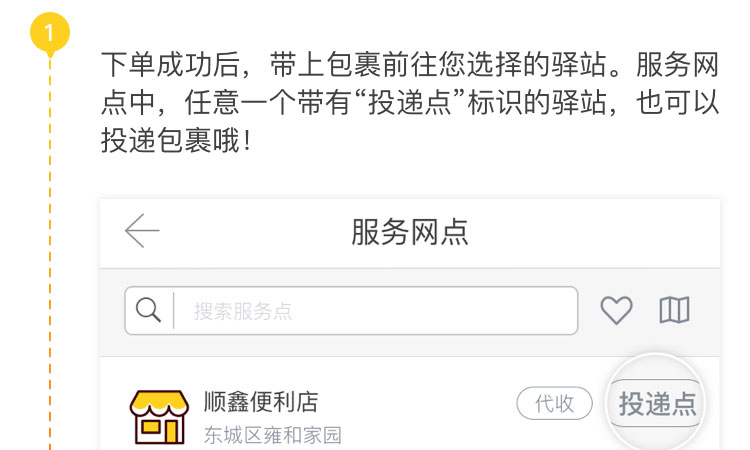 1
下单成功后，带上包裹前往您选择的驿站。服务网
点中，任意一个带有“投递点”标识的驿站，也可以
投递包裹哦！
服务网点
搜索服务点
顺鑫便利店
代收
投递点
东城区雍和家园